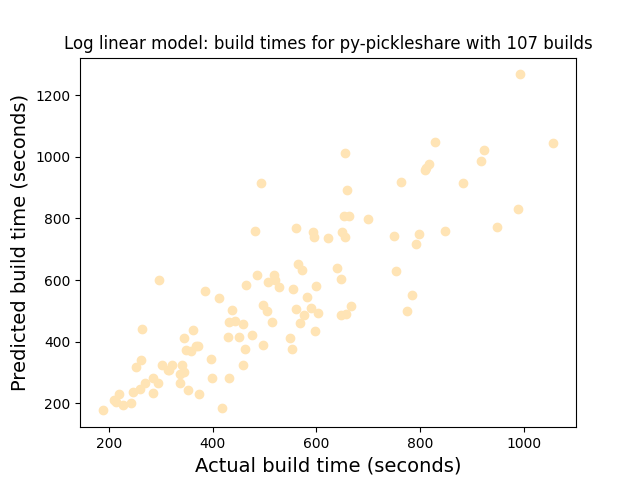 Log linear model: build times for py-pickleshare with 107 builds
1200
1000
800
600
400
200
Predicted build time (seconds)
200 400 600 800 1000
Actual build time (seconds)